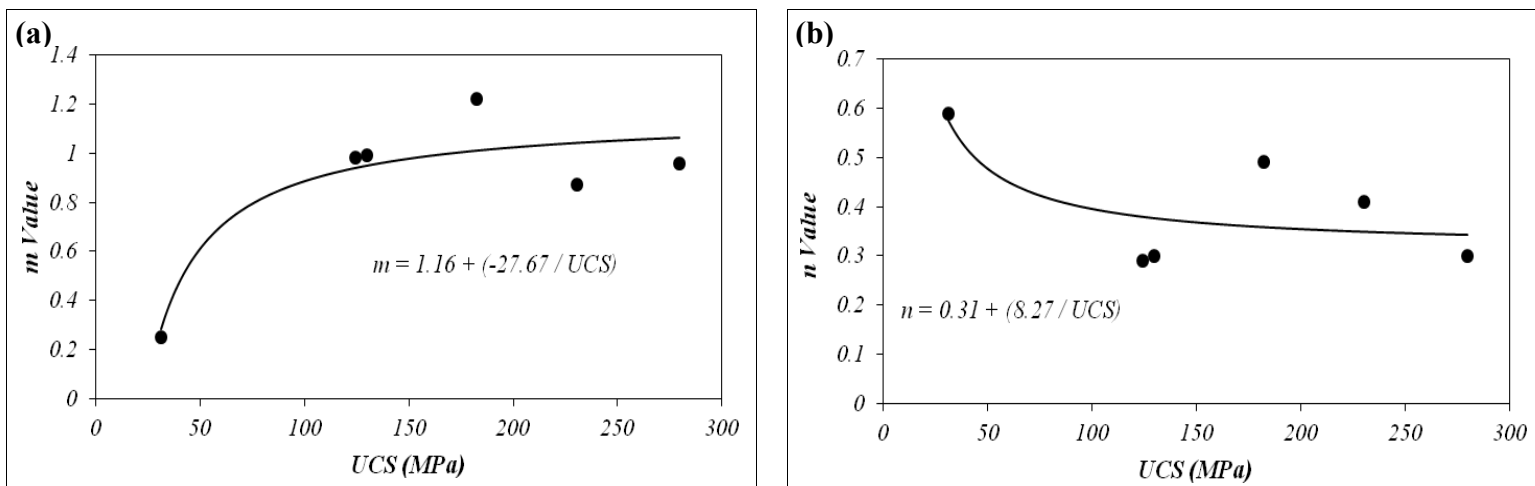 (a)
1.4
1.2
1
0.8
0.6
0.4
0.2
0
m Value
m = 1.16 + (-27.67 / UCS)
0 50 100 150 200 250 300
UCS (MPa)
(b)
0.7
0.6
0.5
0.4
0.3
0.2
0.1
0
n Value
n = 0.31 + (8.27 / UCS)
0 50 100 150 200 250 300
UCS (MPa)